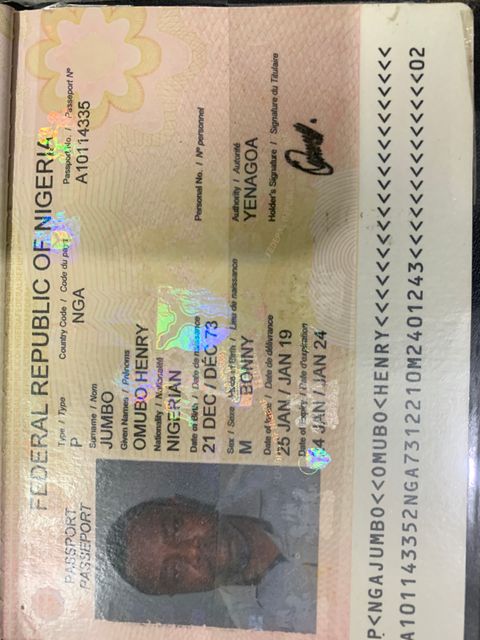 FEDERAL REPUBLIC OF NIGERIA
PASSPORT
PASSEPORT
Type / Type
Country Code / Code du pays
Passport No. / Passeport Nº
P
NGA
A10114335
Surname / Nom
JUMBO
Given Names / Prénoms
OMUBO HENRY
Nationality / Nationalité
NIGERIAN
Date of Birth / Date de naissance
Personal No. / Nº personnel
21 DEC / DÉC 73
Sex / Sexe
Place of Birth / Lieu de naissance
Authority / Autorité
M
BONNY
YENAGOA
Date of Issue / Date de délivrance
Holder's Signature / Signature du Titulaire
25 JAN / JAN 19
Date of Expiry / Date d'expiration
24 JAN / JAN 24
P<NGAJUMBO<<OMUBO<HENRY<<<<<<<<<<<<<<<<<<<<<
A101143352NGA7312210M2401243<<<<<<<<<<<<<<02